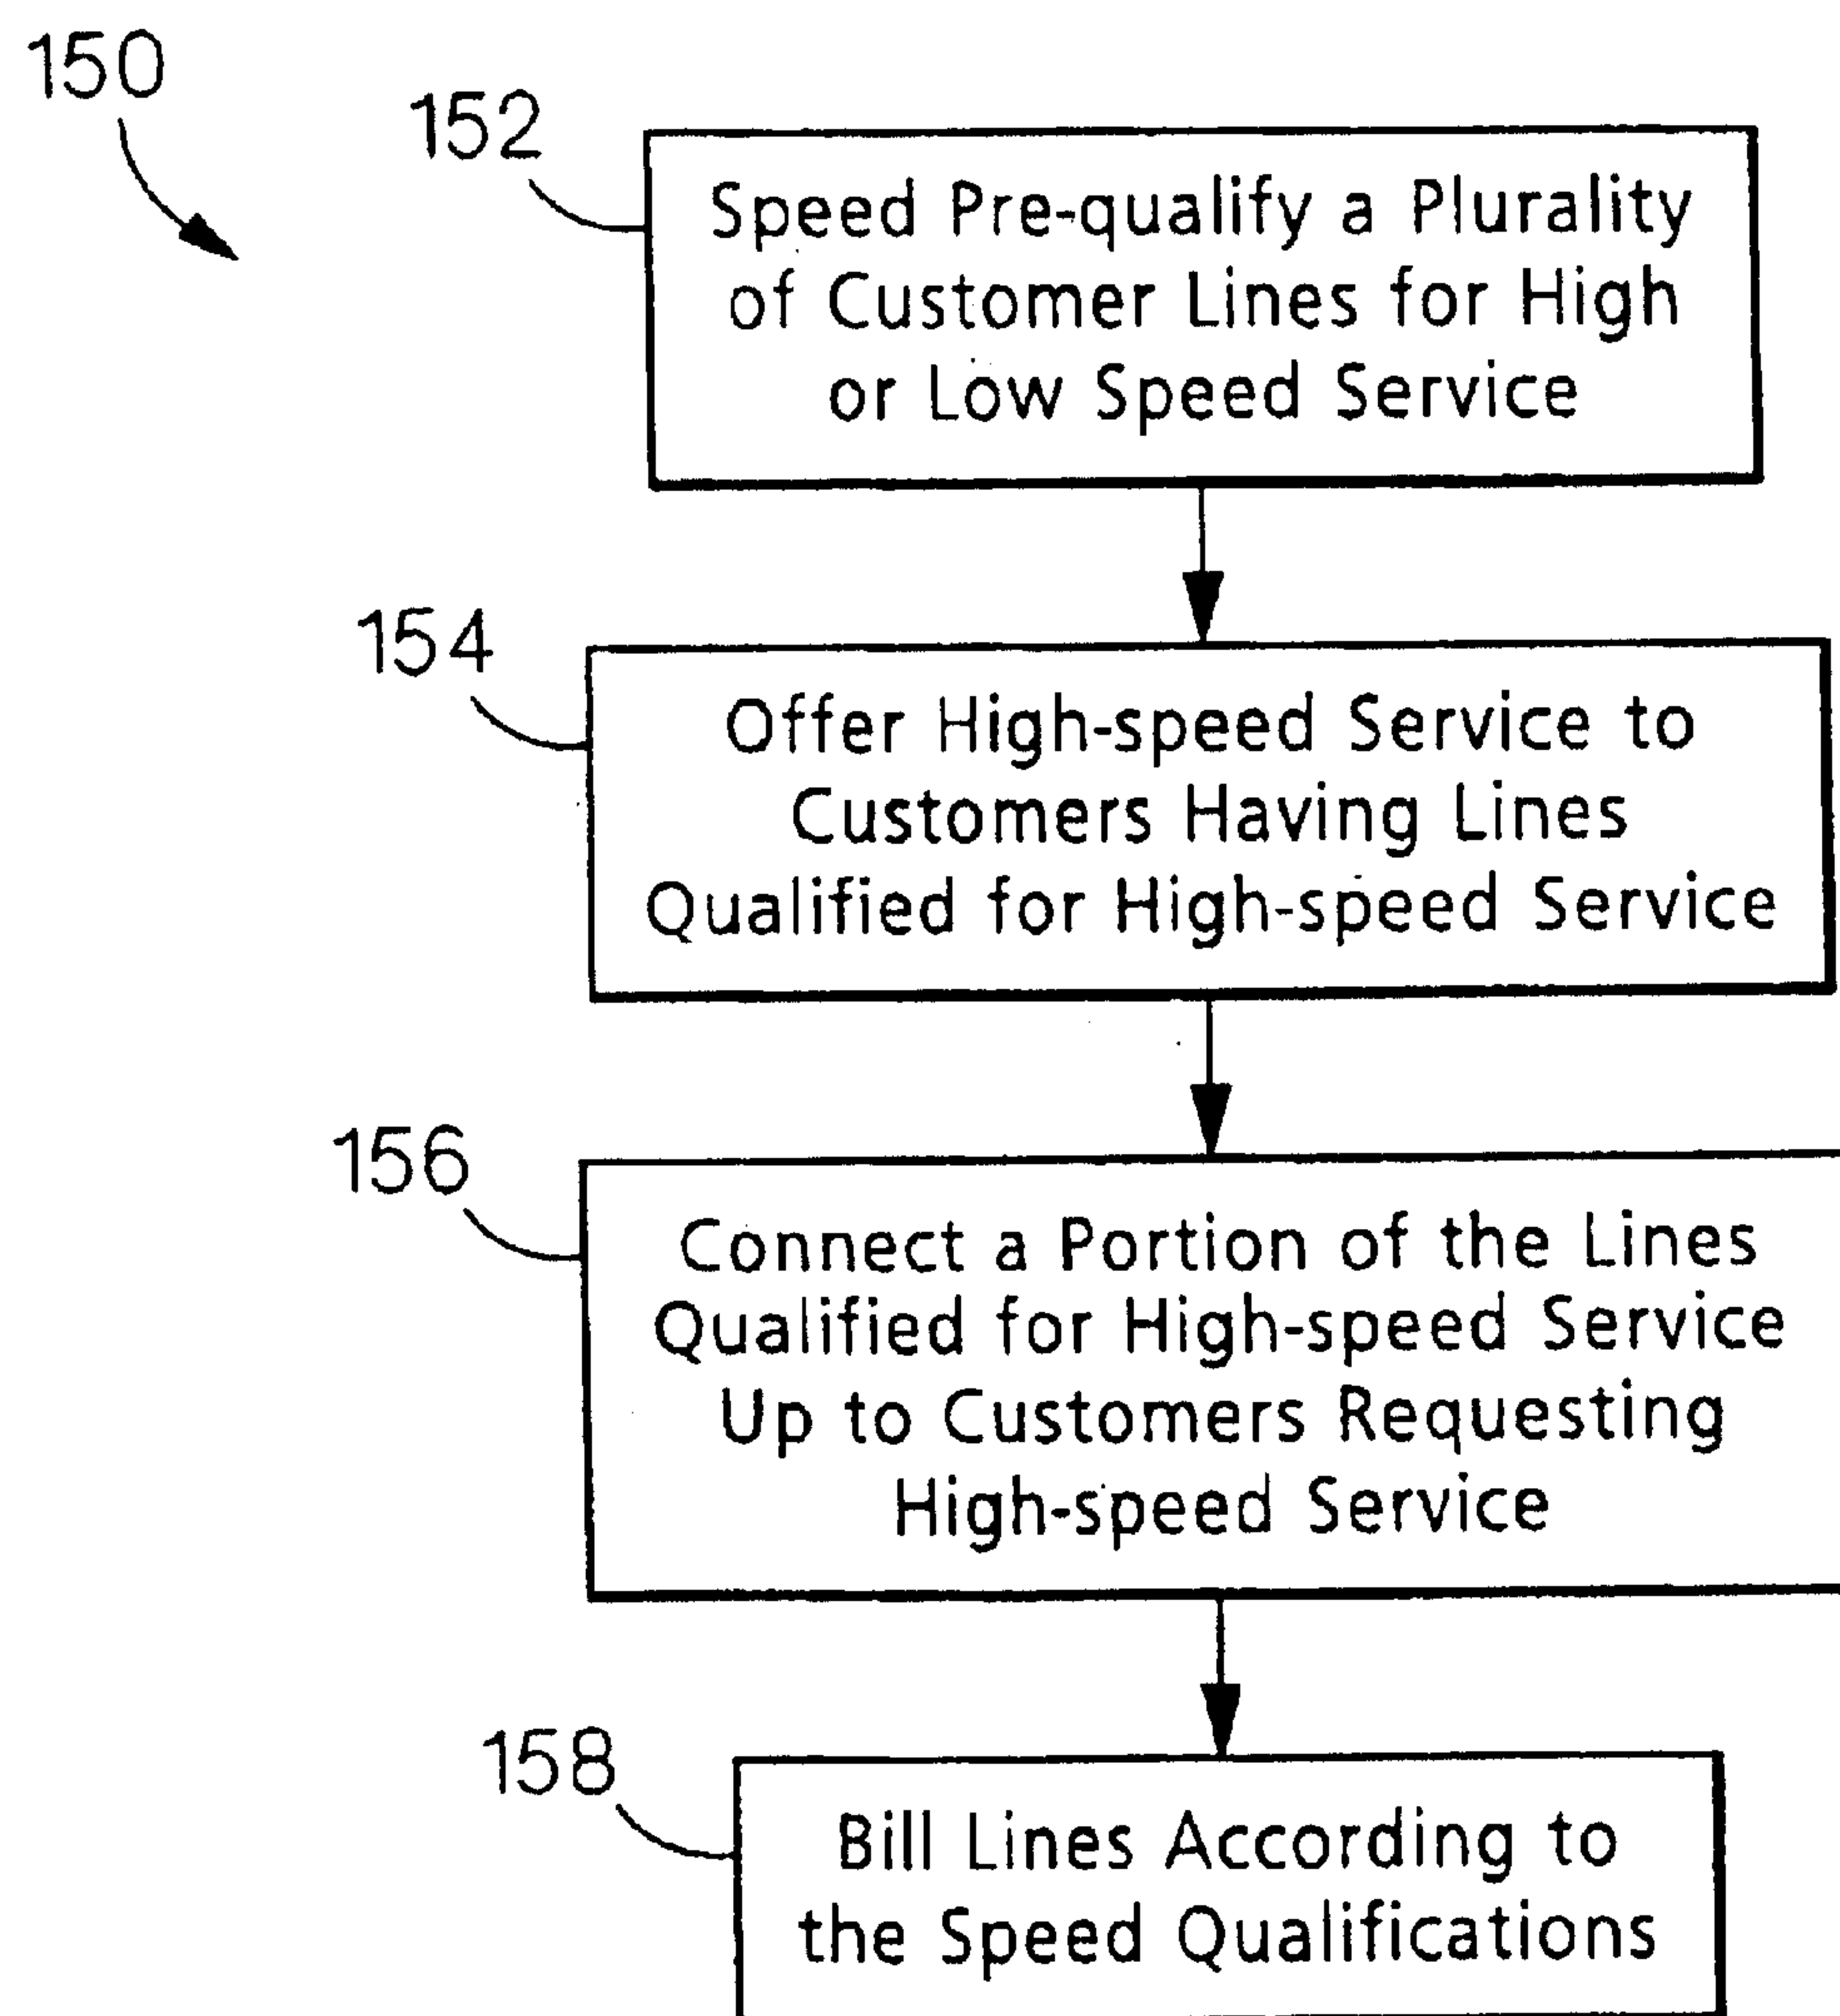 150
152
Speed Pre-qualify a Plurality
of Customer Lines for High
or Low Speed Service
154
Offer High-speed Service to
Customers Having Lines
Qualified for High-speed Service
156
Connect a Portion of the Lines
Qualified for High-speed Service
Up to Customers Requesting
High-speed Service
158
Bill Lines According to
the Speed Qualifications